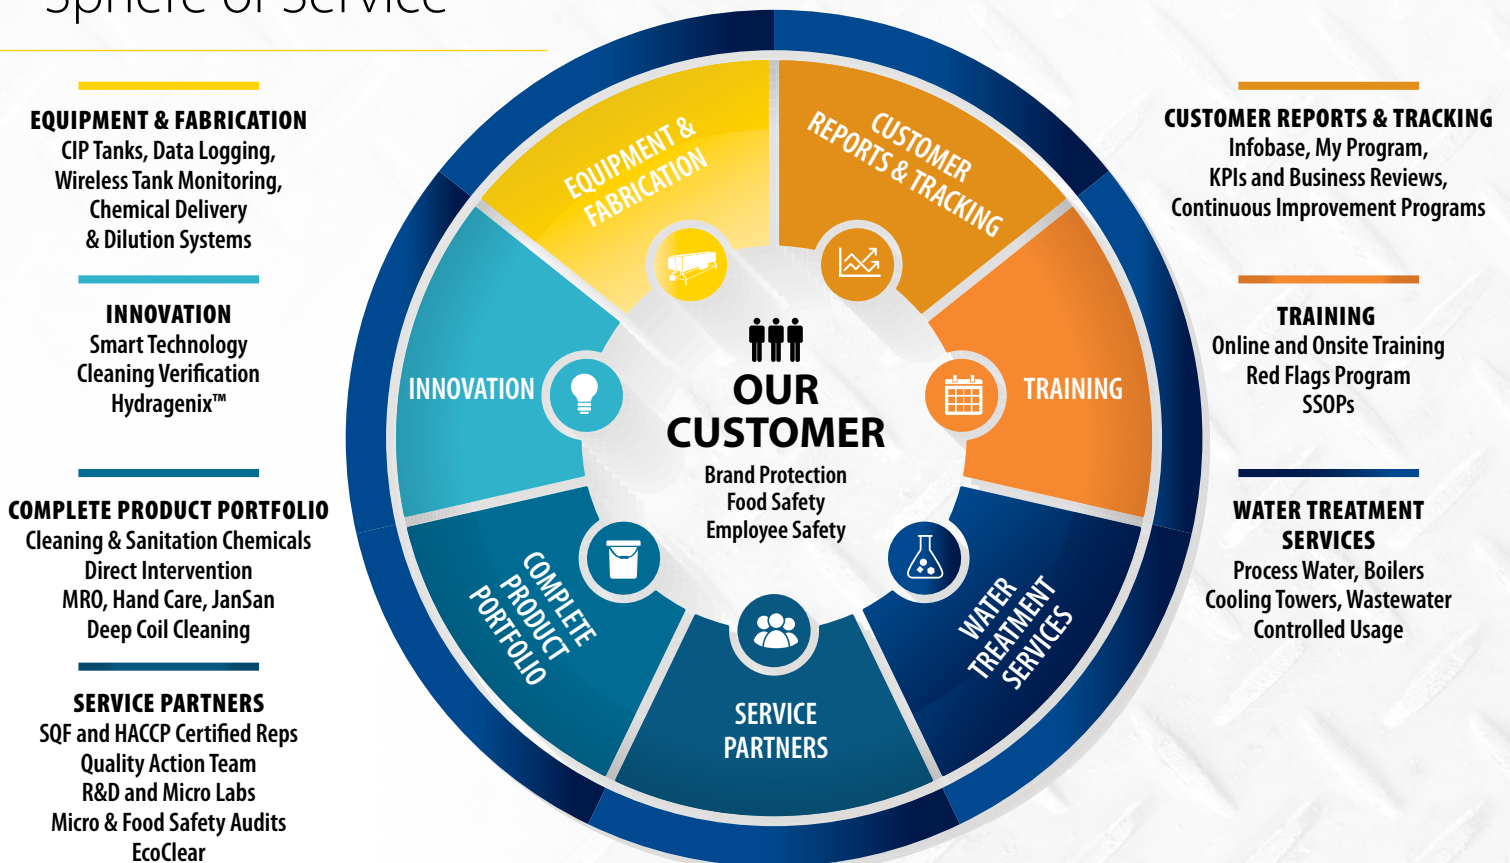 Sphere of Service
EQUIPMENT & FABRICATION
CIP Tanks, Data Logging,
Wireless Tank Monitoring,
Chemical Delivery
& Dilution Systems
INNOVATION
Smart Technology
Cleaning Verification
Hydragenix™
COMPLETE PRODUCT PORTFOLIO
Cleaning & Sanitation Chemicals
Direct Intervention
MRO, Hand Care, JanSan
Deep Coil Cleaning
SERVICE PARTNERS
SQF and HACCP Certified Reps
Quality Action Team
R&D and Micro Labs
Micro & Food Safety Audits
EcoClear
EQUIPMENT &
FABRICATION
CUSTOMER
REPORTS & TRACKING
INNOVATION
TRAINING
OUR
CUSTOMER
Brand Protection
Food Safety
Employee Safety
COMPLETE
PRODUCT
PORTFOLIO
WATER
TREATMENT
SERVICES
SERVICE
PARTNERS
CUSTOMER REPORTS & TRACKING
Infobase, My Program,
KPIs and Business Reviews,
Continuous Improvement Programs
TRAINING
Online and Onsite Training
Red Flags Program
SSOPs
WATER TREATMENT
SERVICES
Process Water, Boilers
Cooling Towers, Wastewater
Controlled Usage